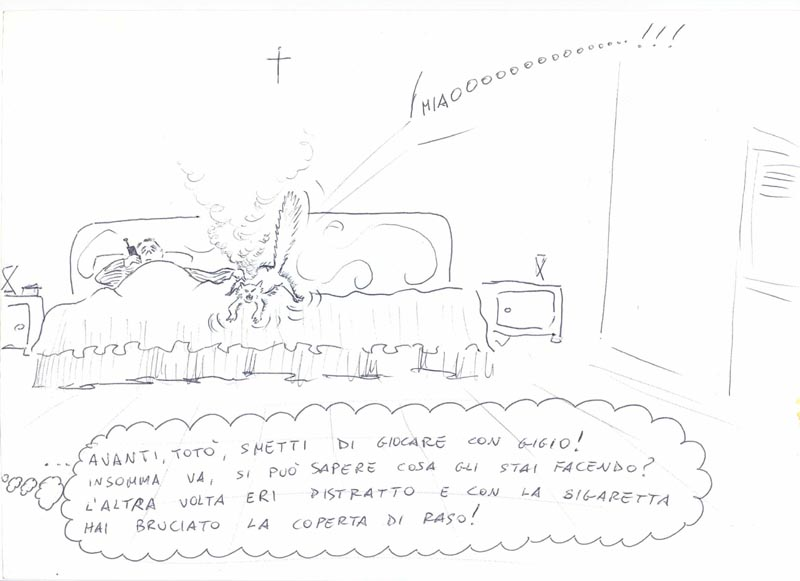 MIAOOOOOOOOOOOOOOO...!!!
... AVANTI, TOTÒ, SMETTI DI GIOCARE CON GIGIO!
INSOMMA VA, SI PUÒ SAPERE COSA GLI STAI FACENDO?
L'ALTRA VOLTA ERI DISTRATTO E CON LA SIGARETTA
HAI BRUCIATO LA COPERTA DI RASO!